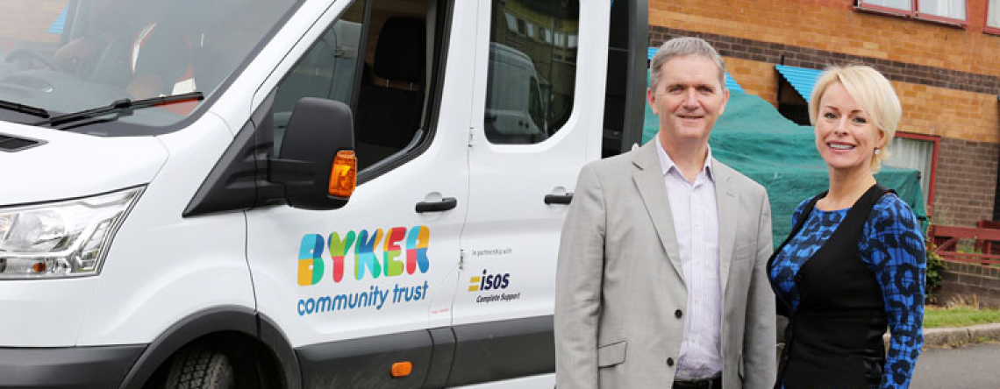 BYKER
community trust
In partnership with
isos
Complete Support